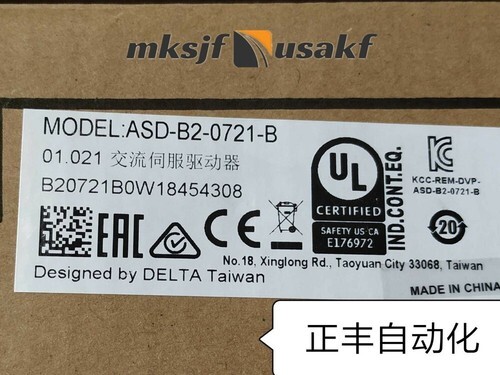 mksjf usakf
MODEL:ASD-B2-0721-B
01.021 交流伺服驱动器
B20721B0W18454308
EAC
CE
UL
CERTIFIED
SAFETY US-CA
E176972
IND.CONT.EQ.
KCC-REM-DVP-
ASD-B2-0721-B
20
No.18, Xinglong Rd., Taoyuan City 33068, Taiwan
Designed by DELTA Taiwan
MADE IN CHINA
正丰自动化